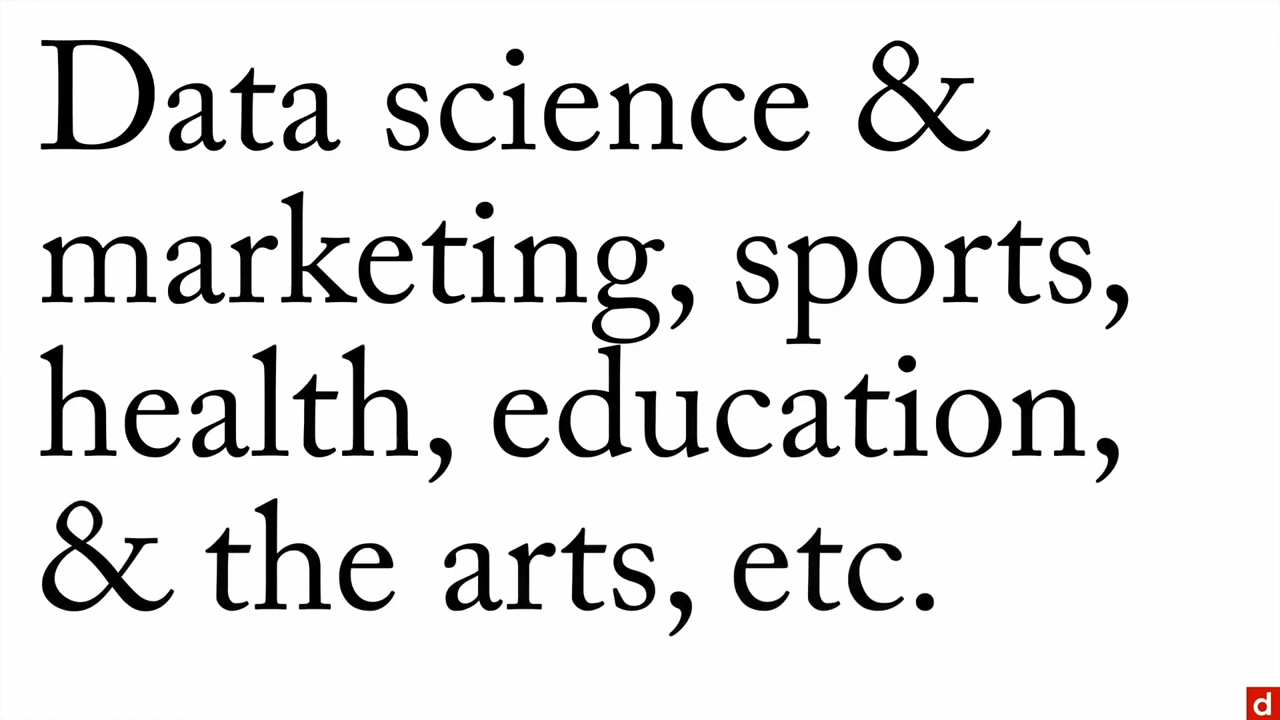 Data science &
marketing, sports,
health, education,
& the arts, etc.
d